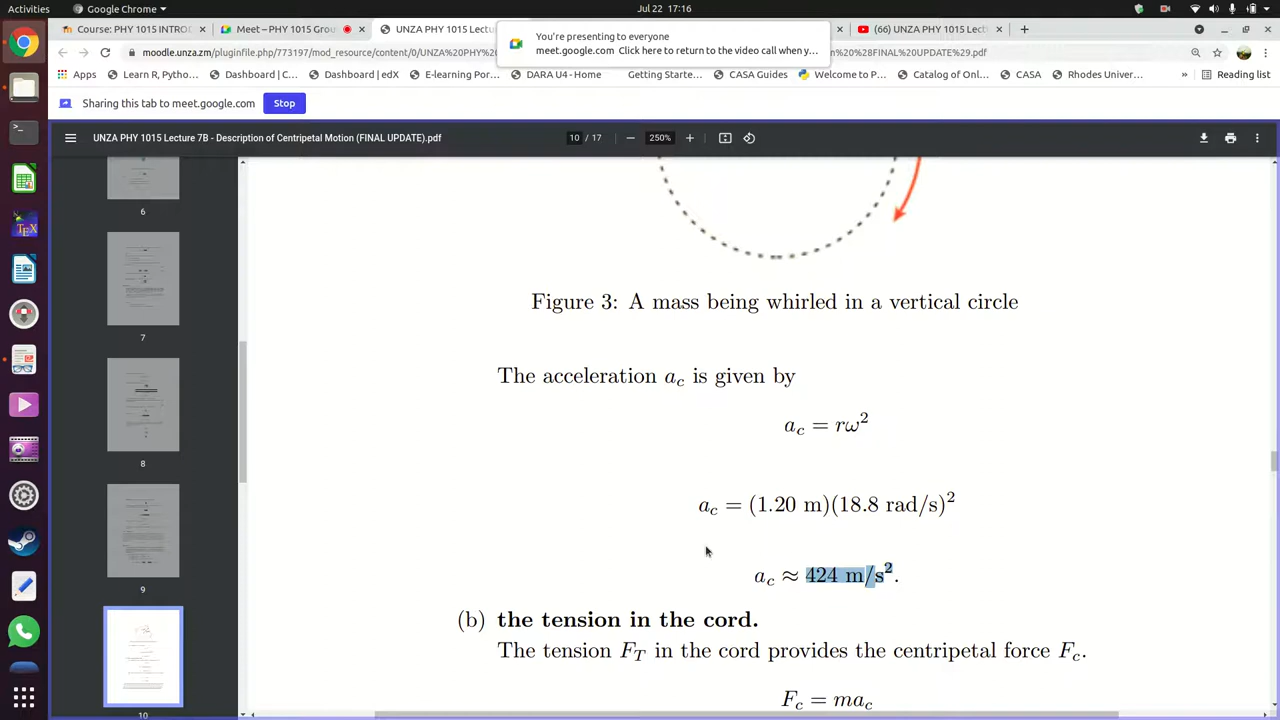 Activities
Google Chrome
Jul 22 17:16
Course: PHY 1015 INTRO
Meet – PHY 1015 Grou
UNZA PHY 1015 Lectu
(66) UNZA PHY 1015 Lec
You're presenting to everyone
meet.google.com Click here to return to the video call when y...
moodle.unza.zm/pluginfile.php/773197/mod_resource/content/0/UNZA%20PHY%
n%20%28FINAL%20UPDATE%29.pdf
Apps
Learn R, Pytho...
Dashboard | C...
Dashboard | edX
E-learning Por...
DARA U4 - Home
Getting Starte...
CASA Guides
Welcome to Pyt...
Catalog of Onl...
CASA
Rhodes Univer...
»
Reading list
Sharing this tab to meet.google.com
Stop
UNZA PHY 1015 Lecture 7B - Description of Centripetal Motion (FINAL UPDATE).pdf
10 / 17
250%
6
7
8
9
10
Figure 3: A mass being whirled in a vertical circle
The acceleration a_c is given by
a_c = rω²
a_c = (1.20 m)(18.8 rad/s)²
a_c ≈ 424 m/s².
(b) the tension in the cord.
The tension F_T in the cord provides the centripetal force F_c.
F_c = ma_c